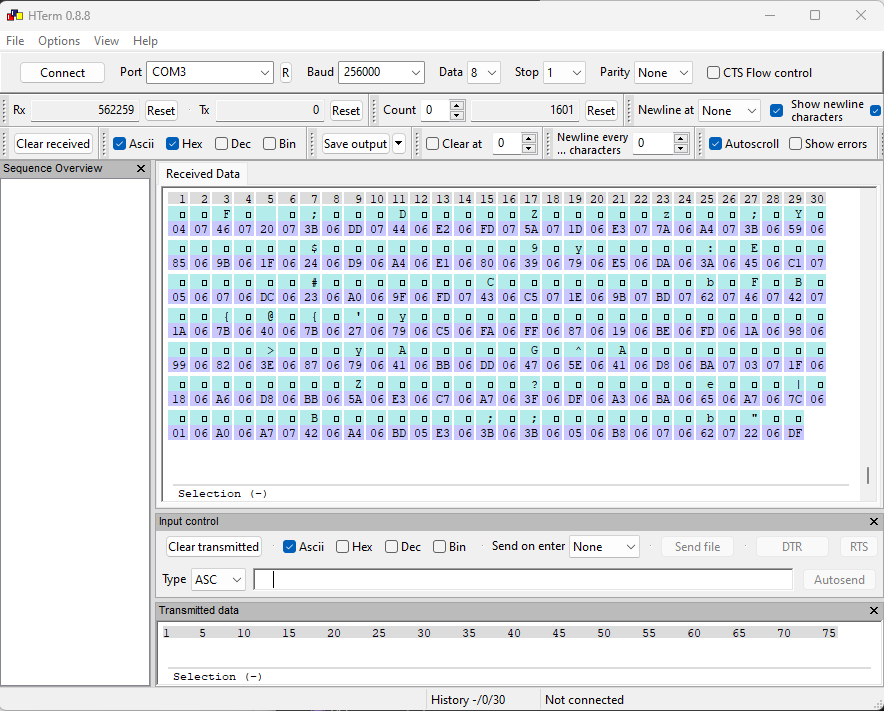 HTerm 0.8.8
File Options View Help
Connect Port COM3 R Baud 256000 Data 8 Stop 1 Parity None CTS Flow control
Rx 562259 Reset Tx 0 Reset Count 0 1601 Reset Newline at None Show newline characters
Clear received Ascii Hex Dec Bin Save output Clear at 0 Newline every ... characters 0 Autoscroll Show errors
Sequence Overview
Received Data
1 2 3 4 5 6 7 8 9 10 11 12 13 14 15 16 17 18 19 20 21 22 23 24 25 26 27 28 29 30
□ □ F □   □ ; □ □ □ D □ □ □ □ □ Z □ □ □ □ □ z □ □ □ ; □ Y □
04 07 46 07 20 07 3B 06 DD 07 44 06 E2 06 FD 07 5A 07 1D 06 E3 07 7A 06 A4 07 3B 06 59 06
□ □ □ □ □ □ $ □ □ □ □ □ □ □ □ □ 9 □ y □ □ □ □ □ : □ E □ □ □
85 06 9B 06 1F 06 24 06 D9 06 A4 06 E1 06 80 06 39 06 79 06 E5 06 DA 06 3A 06 45 06 C1 07
□ □ □ □ □ □ # □ □ □ □ □ □ □ C □ □ □ □ □ □ □ □ □ b □ F □ B □
05 06 07 06 DC 06 23 06 A0 06 9F 06 FD 07 43 06 C5 07 1E 06 9B 07 BD 07 62 07 46 07 42 07
□ □ { □ @ □ { □ ' □ y □ □ □ □ □ □ □ □ □ □ □ □ □ □ □ □ □ □ □
1A 06 7B 06 40 06 7B 06 27 06 79 06 C5 06 FA 06 FF 06 87 06 19 06 BE 06 FD 06 1A 06 98 06
□ □ □ □ > □ □ □ y □ A □ □ □ □ □ G □ ^ □ A □ □ □ □ □ □ □ □ □
99 06 82 06 3E 06 87 06 79 06 41 06 BB 06 DD 06 47 06 5E 06 41 06 D8 06 BA 07 03 07 1F 06
□ □ □ □ □ □ □ □ Z □ □ □ □ □ □ □ ? □ □ □ □ □ □ □ e □ □ □ | □
18 06 A6 06 D8 06 BB 06 5A 06 E3 06 C7 06 A7 06 3F 06 DF 06 A3 06 BA 06 65 06 A7 06 7C 06
□ □ □ □ □ □ B □ □ □ □ □ □ □ ; □ ; □ □ □ □ □ □ □ b □ " □ □
01 06 A0 06 A7 07 42 06 A4 06 BD 05 E3 06 3B 06 3B 06 05 06 B8 06 07 06 62 07 22 06 DF
Selection (-)
Input control
Clear transmitted Ascii Hex Dec Bin Send on enter None Send file DTR RTS
Type ASC Autosend
Transmitted data
1 5 10 15 20 25 30 35 40 45 50 55 60 65 70 75
Selection (-)
History -/0/30 Not connected